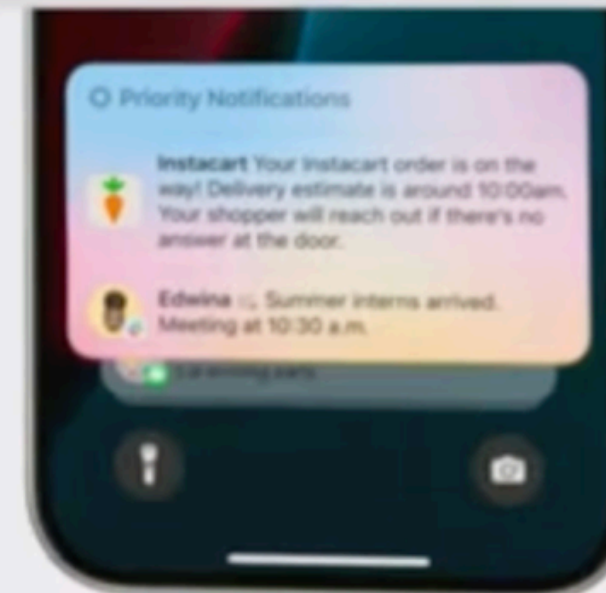 Priority Notifications
Instacart Your Instacart order is on the
way! Delivery estimate is around 10:00am.
Your shopper will reach out if there's no
answer at the door.
Edwina Summer interns arrived.
Meeting at 10:30 a.m.